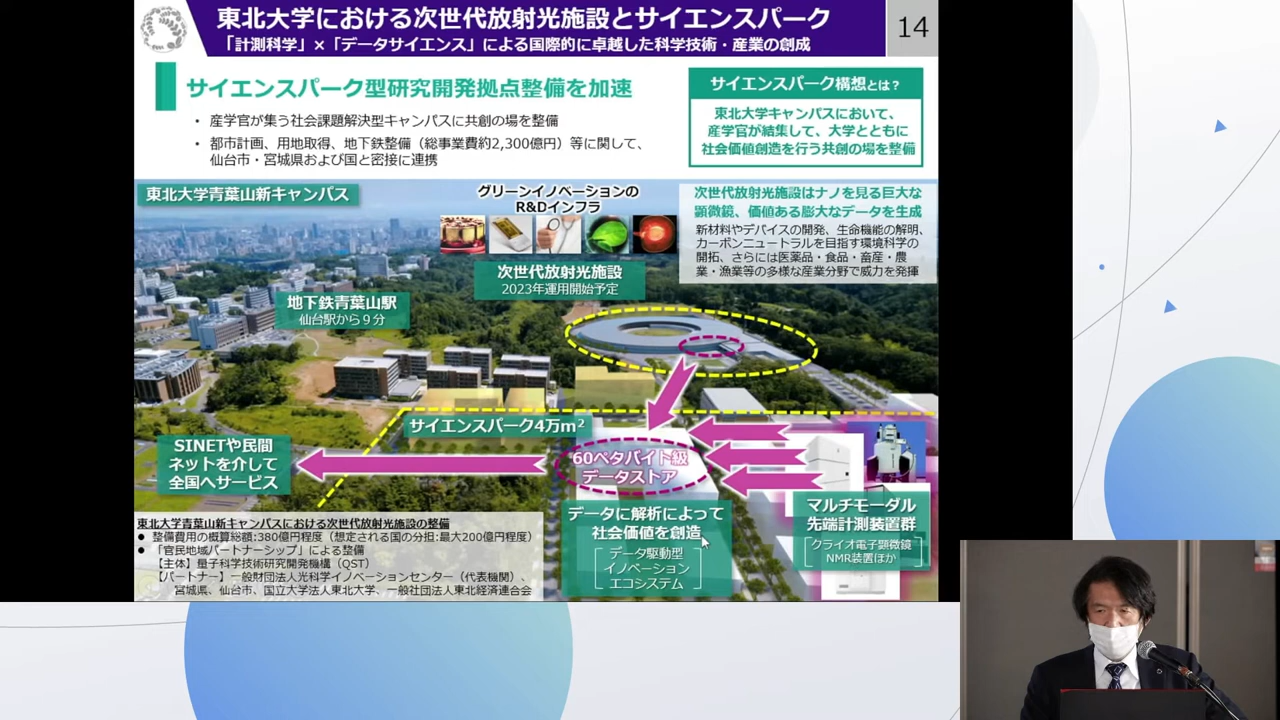 東北大学における次世代放射光施設とサイエンスパーク
「計測科学」×「データサイエンス」による国際的に卓越した科学技術・産業の創成
14
サイエンスパーク型研究開発拠点整備を加速
・ 産学官が集う社会課題解決型キャンパスに共創の場を整備
・ 都市計画、用地取得、地下鉄整備（総事業費約2,300億円）等に関して、
仙台市・宮城県および国と密接に連携
サイエンスパーク構想とは？
東北大学キャンパスにおいて、
産学官が結集して、大学とともに
社会価値創造を行う共創の場を整備
東北大学青葉山新キャンパス
グリーンイノベーションの
R&Dインフラ
次世代放射光施設はナノを見る巨大な
顕微鏡、価値ある膨大なデータを生成
新材料やデバイスの開発、生命機能の解明、
カーボンニュートラルを目指す環境科学の
開拓、さらには医薬品・食品・畜産・農
業・漁業等の多様な産業分野で威力を発揮
次世代放射光施設
2023年運用開始予定
地下鉄青葉山駅
仙台駅から９分
サイエンスパーク4万m²
SINETや民間
ネットを介して
全国へサービス
60ペタバイト級
データストア
データに解析によって
社会価値を創造
データ駆動型
イノベーション
エコシステム
マルチモーダル
先端計測装置群
クライオ電子顕微鏡
NMR装置ほか
東北大学青葉山新キャンパスにおける次世代放射光施設の整備
● 整備費用の概算総額:380億円程度（想定される国の分担:最大200億円程度）
● 「官民地域パートナーシップ」による整備
【主体】量子科学技術研究開発機構（QST）
【パートナー】一般財団法人光科学イノベーションセンター（代表機関）、
宮城県、仙台市、国立大学法人東北大学、一般社団法人東北経済連合会